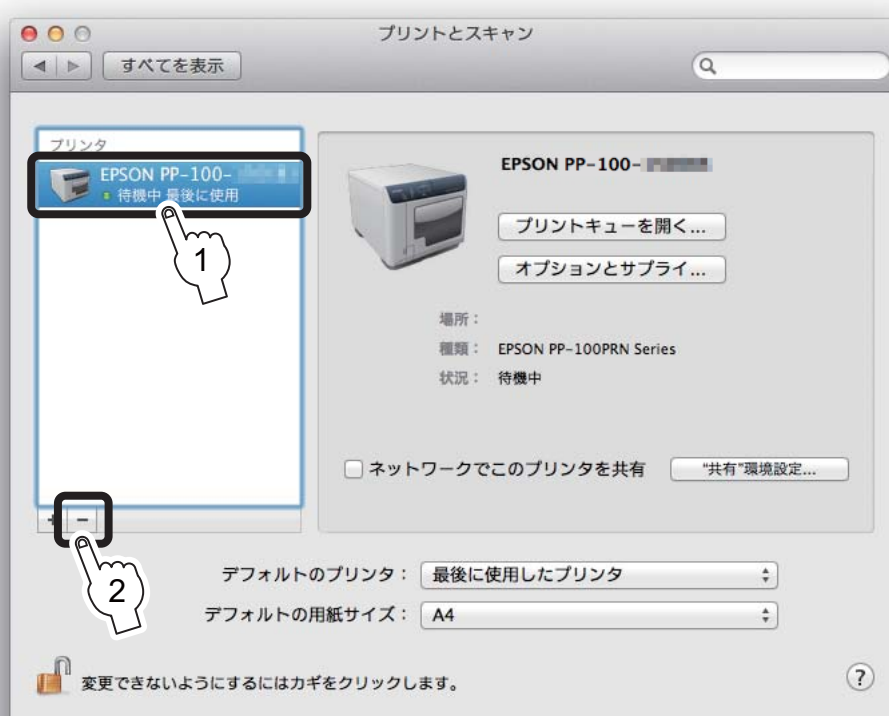 プリントとスキャン
すべてを表示
プリンタ
EPSON PP-100-
待機中 最後に使用
1
EPSON PP-100-
プリントキューを開く...
オプションとサプライ...
場所：
種類： EPSON PP-100PRN Series
状況： 待機中
ネットワークでこのプリンタを共有 “共有”環境設定...
+ −
2
デフォルトのプリンタ： 最後に使用したプリンタ
デフォルトの用紙サイズ： A4
変更できないようにするにはカギをクリックします。 ?